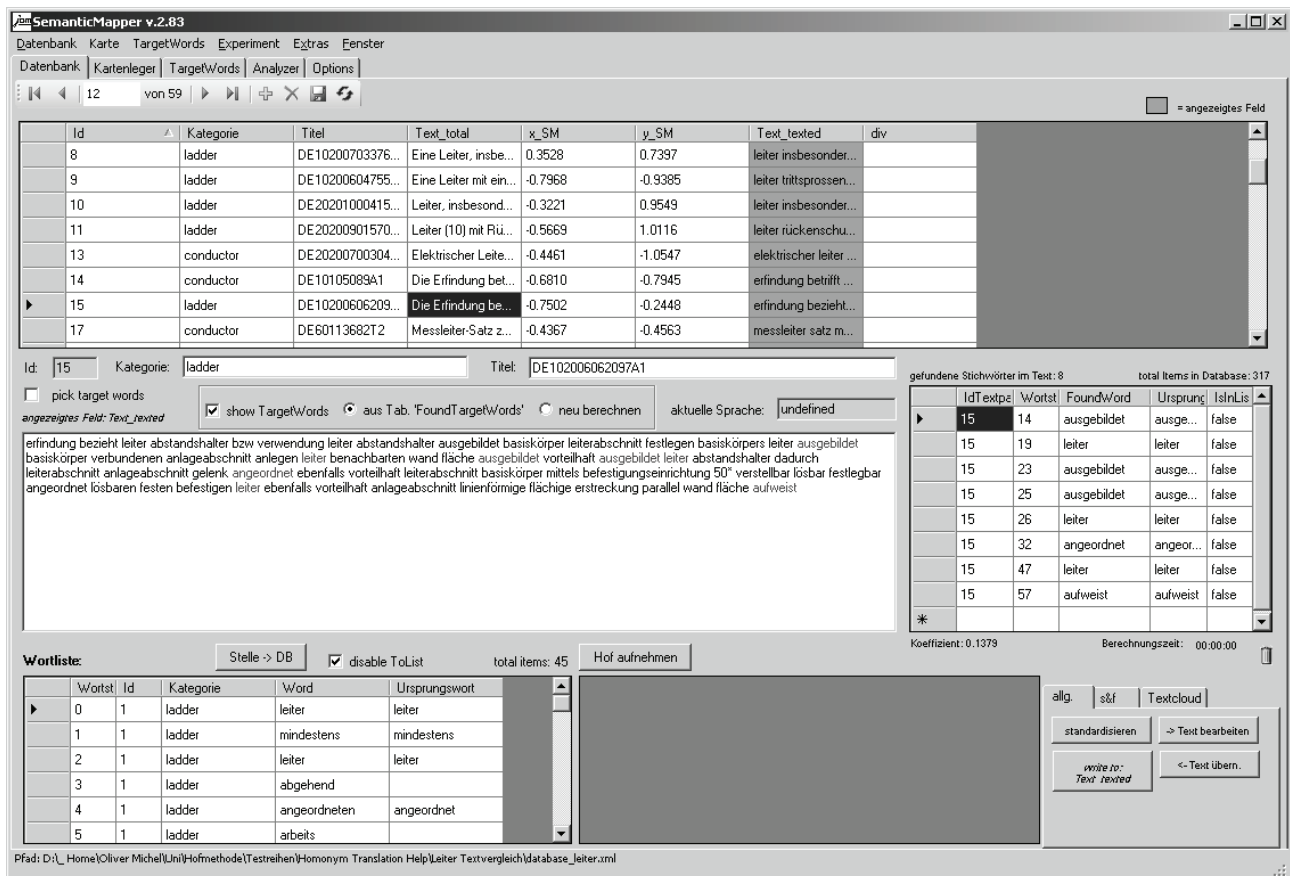 jbm SemanticMapper v.2.83
Datenbank Karte TargetWords Experiment Extras Fenster
Datenbank Kartenleger TargetWords Analyzer Options
12 von 59
= angezeigtes Feld
Id Kategorie Titel Text_total x_SM y_SM Text_texted div
8 ladder DE10200703376... Eine Leiter, insbe... 0.3528 0.7397 leiter insbesonder...
9 ladder DE10200604755... Eine Leiter mit ein... -0.7968 -0.9385 leiter trittsprossen...
10 ladder DE20201000415... Leiter, insbesond... -0.3221 0.9549 leiter insbesonder...
11 ladder DE20200901570... Leiter (10) mit Rü... -0.5669 1.0116 leiter rückenschu...
13 conductor DE20200700304... Elektrischer Leite... -0.4461 -1.0547 elektrischer leiter ...
14 conductor DE10105089A1 Die Erfindung bet... -0.6810 -0.7945 erfindung betrifft ...
15 ladder DE10200606209... Die Erfindung be... -0.7502 -0.2448 erfindung bezieht...
17 conductor DE60113682T2 Messleiter-Satz z... -0.4367 -0.4563 messleiter satz m...
Id: 15 Kategorie: ladder Titel: DE102006062097A1
gefundene Stichwörter im Text: 8 total Items in Database: 317
pick target words
angezeigtes Feld: Text_texted
show TargetWords aus Tab. 'FoundTargetWords' neu berechnen aktuelle Sprache: undefined
erfindung bezieht leiter abstandshalter bzw verwendung leiter abstandshalter ausgebildet basiskörper leiterabschnitt festlegen basiskörpers leiter ausgebildet
basiskörper verbundenen anlageabschnitt anlegen leiter benachbarten wand fläche ausgebildet vorteilhaft ausgebildet leiter abstandshalter dadurch
leiterabschnitt anlageabschnitt gelenk angeordnet ebenfalls vorteilhaft leiterabschnitt basiskörper mittels befestigungseinrichtung 50° verstellbar lösbar festlegbar
angeordnet lösbaren festen befestigen leiter ebenfalls vorteilhaft anlageabschnitt linienförmige flächige erstreckung parallel wand fläche aufweist
IdTextpa Wortst FoundWord Ursprung IsInLis
15 14 ausgebildet ausge... false
15 19 leiter leiter false
15 23 ausgebildet ausge... false
15 25 ausgebildet ausge... false
15 26 leiter leiter false
15 32 angeordnet angeor... false
15 47 leiter leiter false
15 57 aufweist aufweist false
Koeffizient: 0.1379 Berechnungszeit: 00:00:00
Wortliste: Stelle -> DB disable ToList total items: 45 Hof aufnehmen
Wortst Id Kategorie Word Ursprungswort
0 1 ladder leiter leiter
1 1 ladder mindestens mindestens
2 1 ladder leiter leiter
3 1 ladder abgehend
4 1 ladder angeordneten angeordnet
5 1 ladder arbeits
allg. s&f Textcloud
standardisieren -> Text bearbeiten
write to: Text_texted <- Text übern.
Pfad: D:\_ Home\Oliver Michel\Uni\Hofmethode\Testreihen\Homonym Translation Help\Leiter Textvergleich\database_leiter.xml